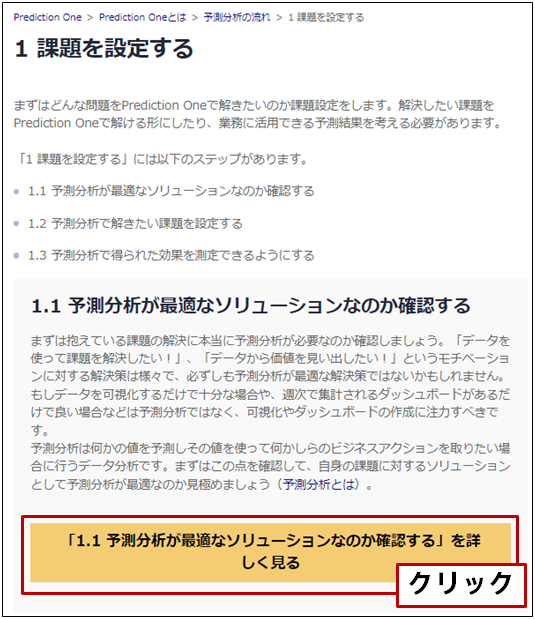 Prediction One > Prediction Oneとは > 予測分析の流れ > 1 課題を設定する
1 課題を設定する
まずはどんな問題をPrediction Oneで解きたいのか課題設定をします。解決したい課題を
Prediction Oneで解ける形にしたり、業務に活用できる予測結果を考える必要があります。
「1 課題を設定する」には以下のステップがあります。
1.1 予測分析が最適なソリューションなのか確認する
1.2 予測分析で解きたい課題を設定する
1.3 予測分析で得られた効果を測定できるようにする
1.1 予測分析が最適なソリューションなのか確認する
まずは抱えている課題の解決に本当に予測分析が必要なのか確認しましょう。「データを
使って課題を解決したい！」、「データから価値を見い出したい！」というモチベーショ
ンに対する解決策は様々で、必ずしも予測分析が最適な解決策ではないかもしれません。
もしデータを可視化するだけで十分な場合や、週次で集計されるダッシュボードがあるだ
けで良い場合などは予測分析ではなく、可視化やダッシュボードの作成に注力すべきで
す。
予測分析は何かの値を予測しその値を使って何かしらのビジネスアクションを取りたい場
合に行うデータ分析です。まずはこの点を確認して、自身の課題に対するソリューション
として予測分析が最適なのか見極めましょう（予測分析とは）。
「1.1 予測分析が最適なソリューションなのか確認する」を詳
しく見る
クリック